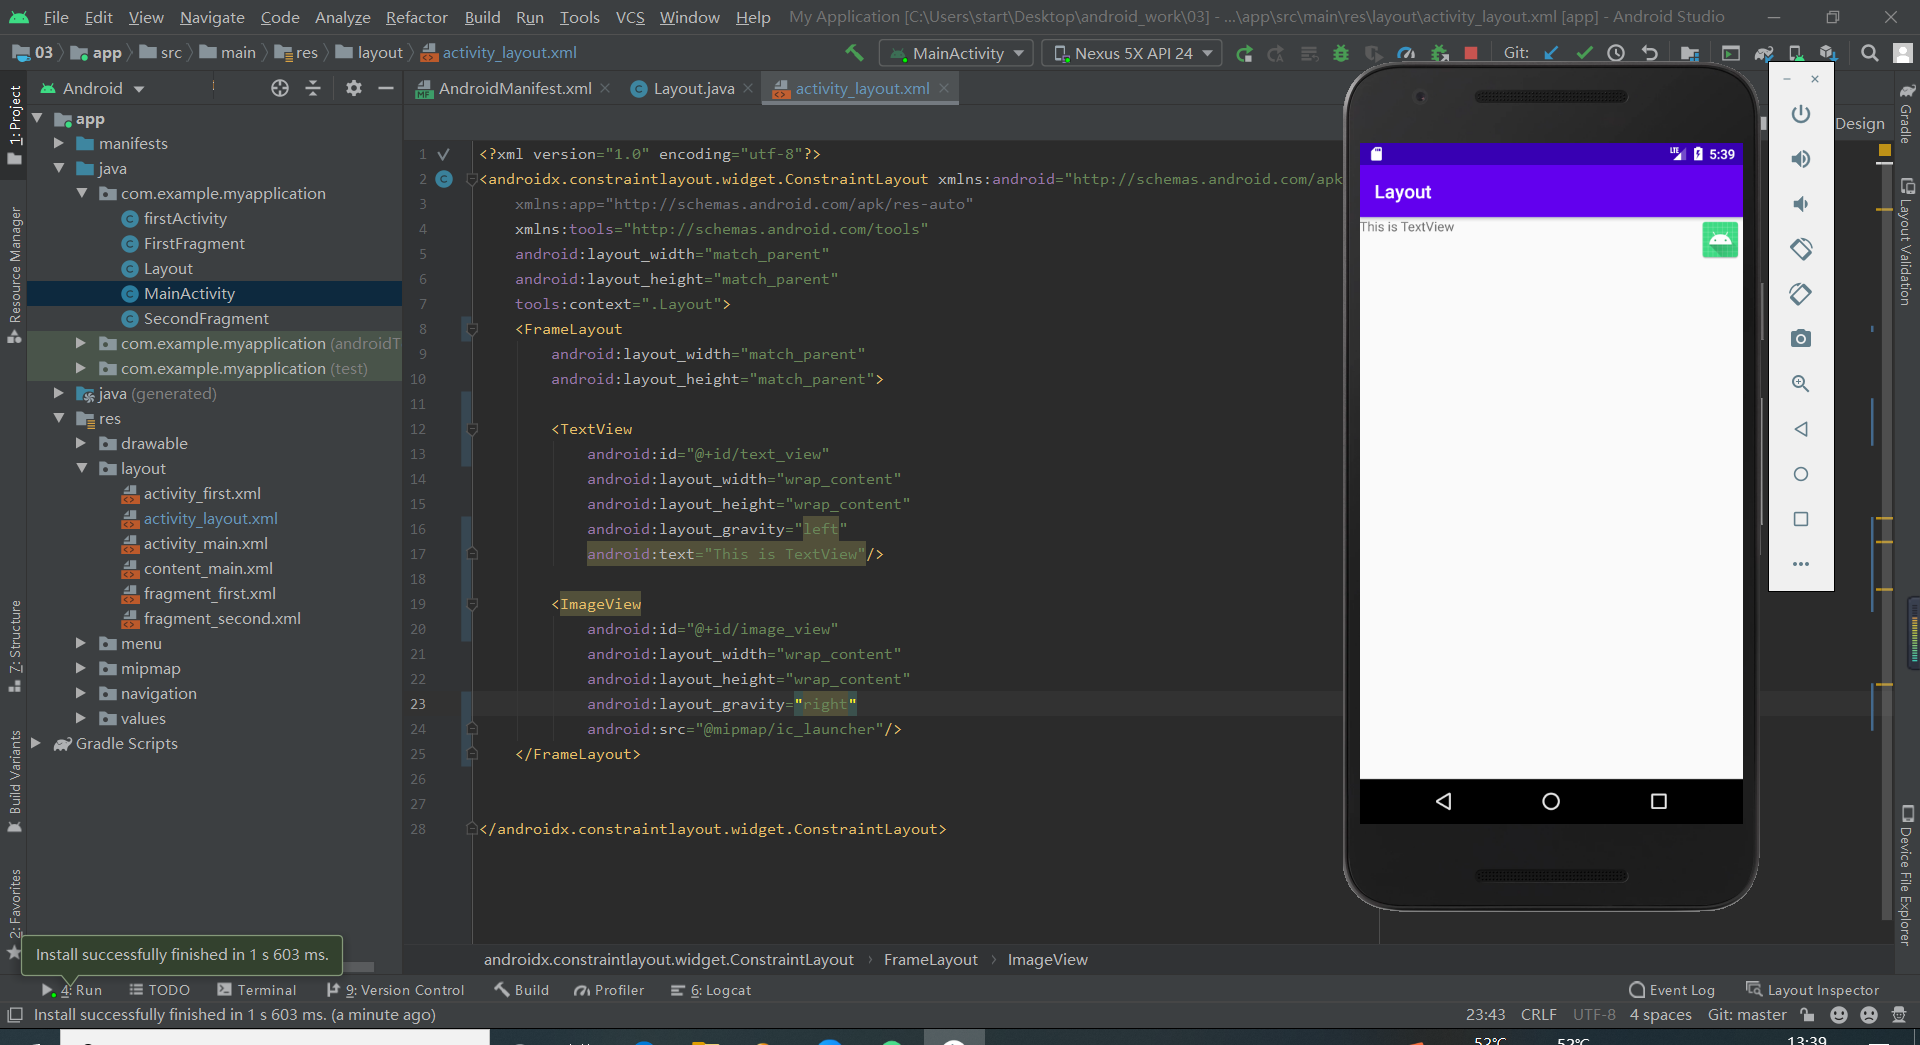 File Edit View Navigate Code Analyze Refactor Build Run Tools VCS Window Help My Application [C:\Users\start\Desktop\android_work\03] - ...\app\src\main\res\layout\activity_layout.xml [app] - Android Studio
03 app src main res layout activity_layout.xml MainActivity Nexus 5X API 24 Git:
Android AndroidManifest.xml Layout.java activity_layout.xml
Design
1: Project
Resource Manager
Z: Structure
Build Variants
2: Favorites
app
manifests
java
com.example.myapplication
firstActivity
FirstFragment
Layout
MainActivity
SecondFragment
com.example.myapplication (androidT
com.example.myapplication (test)
java (generated)
res
drawable
layout
activity_first.xml
activity_layout.xml
activity_main.xml
content_main.xml
fragment_first.xml
fragment_second.xml
menu
mipmap
navigation
values
Gradle Scripts
1 <?xml version="1.0" encoding="utf-8"?>
2 <androidx.constraintlayout.widget.ConstraintLayout xmlns:android="http://schemas.android.com/apk
3 xmlns:app="http://schemas.android.com/apk/res-auto"
4 xmlns:tools="http://schemas.android.com/tools"
5 android:layout_width="match_parent"
6 android:layout_height="match_parent"
7 tools:context=".Layout">
8 <FrameLayout
9 android:layout_width="match_parent"
10 android:layout_height="match_parent">
11
12 <TextView
13 android:id="@+id/text_view"
14 android:layout_width="wrap_content"
15 android:layout_height="wrap_content"
16 android:layout_gravity="left"
17 android:text="This is TextView"/>
18
19 <ImageView
20 android:id="@+id/image_view"
21 android:layout_width="wrap_content"
22 android:layout_height="wrap_content"
23 android:layout_gravity="right"
24 android:src="@mipmap/ic_launcher"/>
25 </FrameLayout>
26
27
28 </androidx.constraintlayout.widget.ConstraintLayout>
LTE 5:39
Layout
This is TextView
Gradle
Layout Validation
Device File Explorer
Install successfully finished in 1 s 603 ms.
androidx.constraintlayout.widget.ConstraintLayout FrameLayout ImageView
4: Run TODO Terminal 9: Version Control Build Profiler 6: Logcat Event Log Layout Inspector
Install successfully finished in 1 s 603 ms. (a minute ago) 23:43 CRLF UTF-8 4 spaces Git: master
52°C 52°C 13:39